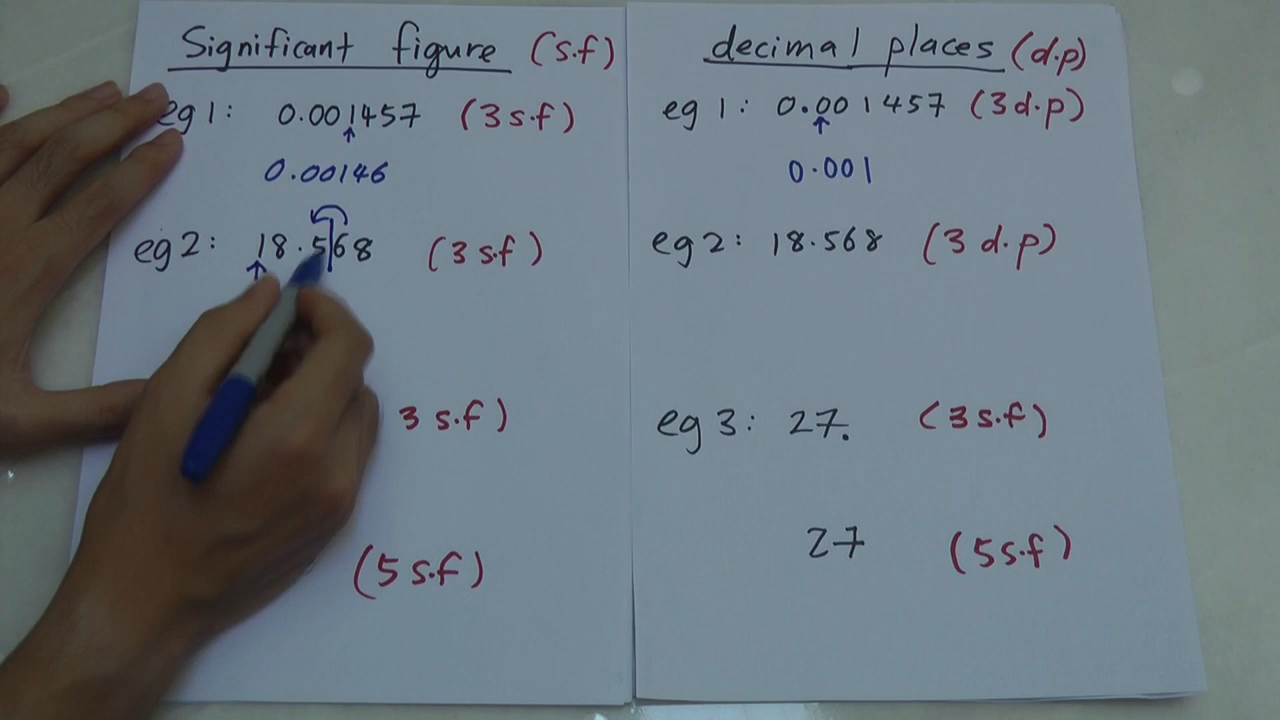 Significant figure (s.f)
eg 1: 0.001457 (3 s.f)
0.00146
eg 2: 18.568 (3 s.f)
3 s.f)
(5 s.f)
decimal places (d.p)
eg 1: 0.001457 (3 d.p)
0.001
eg 2: 18.568 (3 d.p)
eg 3: 27. (3 s.f)
27 (5 s.f)